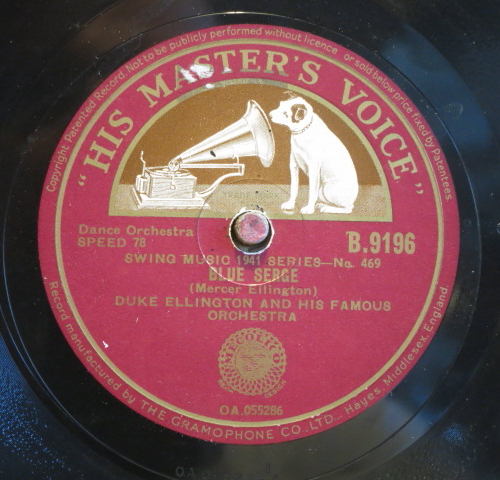 Copyright Patented Record. Not to be publicly performed without licence or sold below price fixed by Patentees.
"HIS MASTER'S VOICE"
Dance Orchestra
SPEED 78
B.9196
SWING MUSIC 1941 SERIES—No. 469
BLUE SERGE
(Mercer Ellington)
DUKE ELLINGTON AND HIS FAMOUS
ORCHESTRA
OA.055286
Record manufactured by THE GRAMOPHONE CO. LTD. Hayes, Middlesex, England.